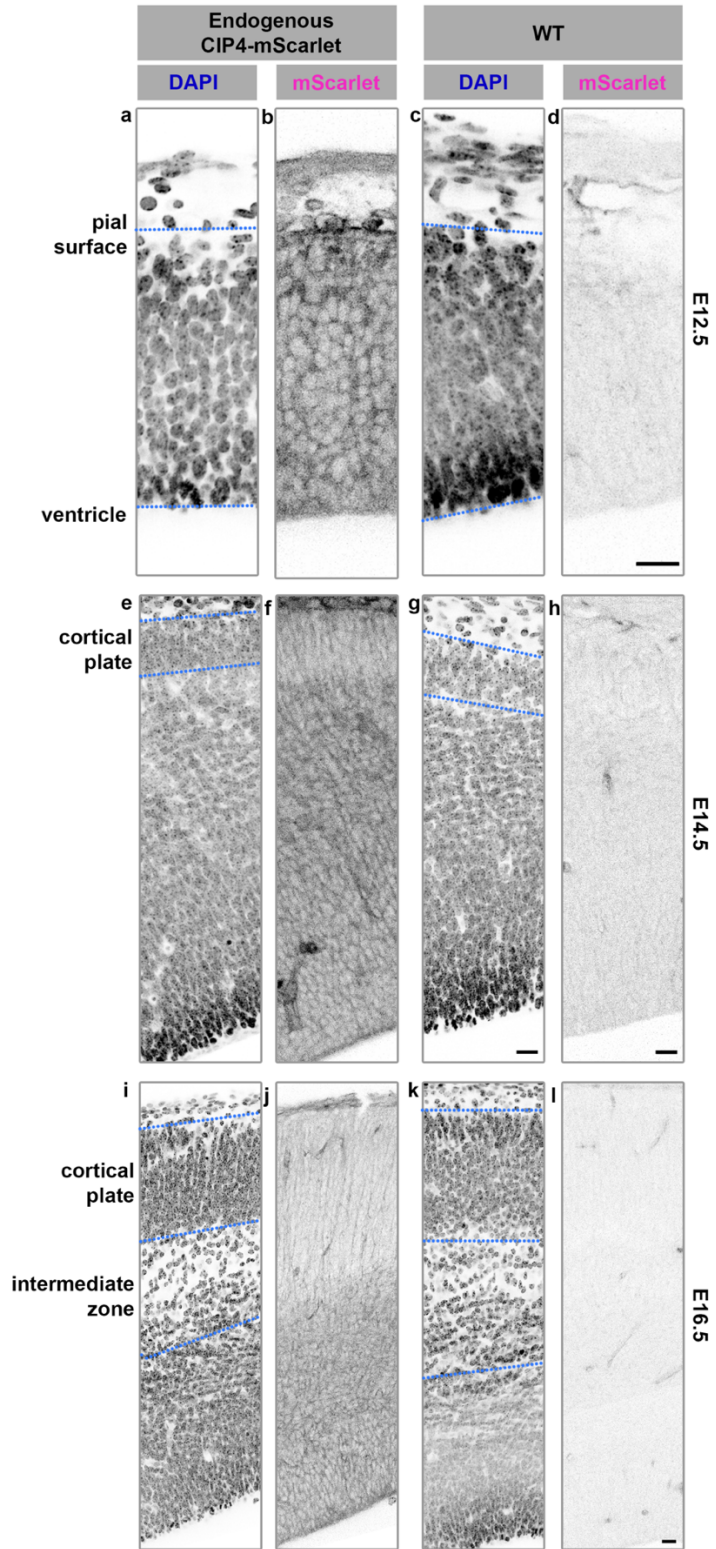 Endogenous
CIP4-mScarlet
WT
DAPI
mScarlet
DAPI
mScarlet
a
b
c
d
pial
surface
ventricle
E12.5
e
f
g
h
cortical
plate
E14.5
i
j
k
l
cortical
plate
intermediate
zone
E16.5